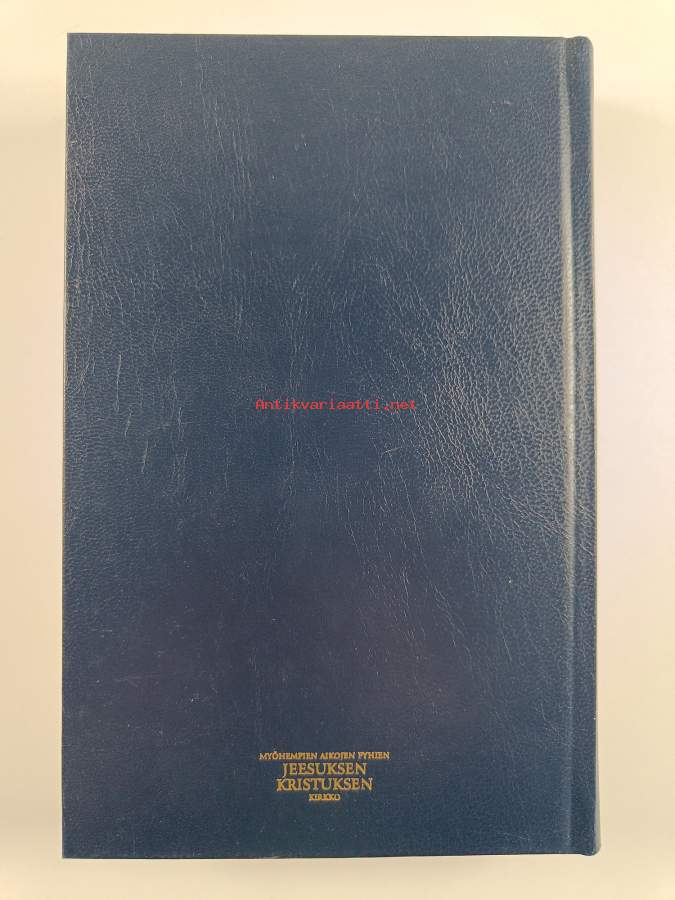 Antikvariaatti.net
MYÖHEMPIEN AIKOJEN PYHIEN
JEESUKSEN
KRISTUKSEN
KIRKKO